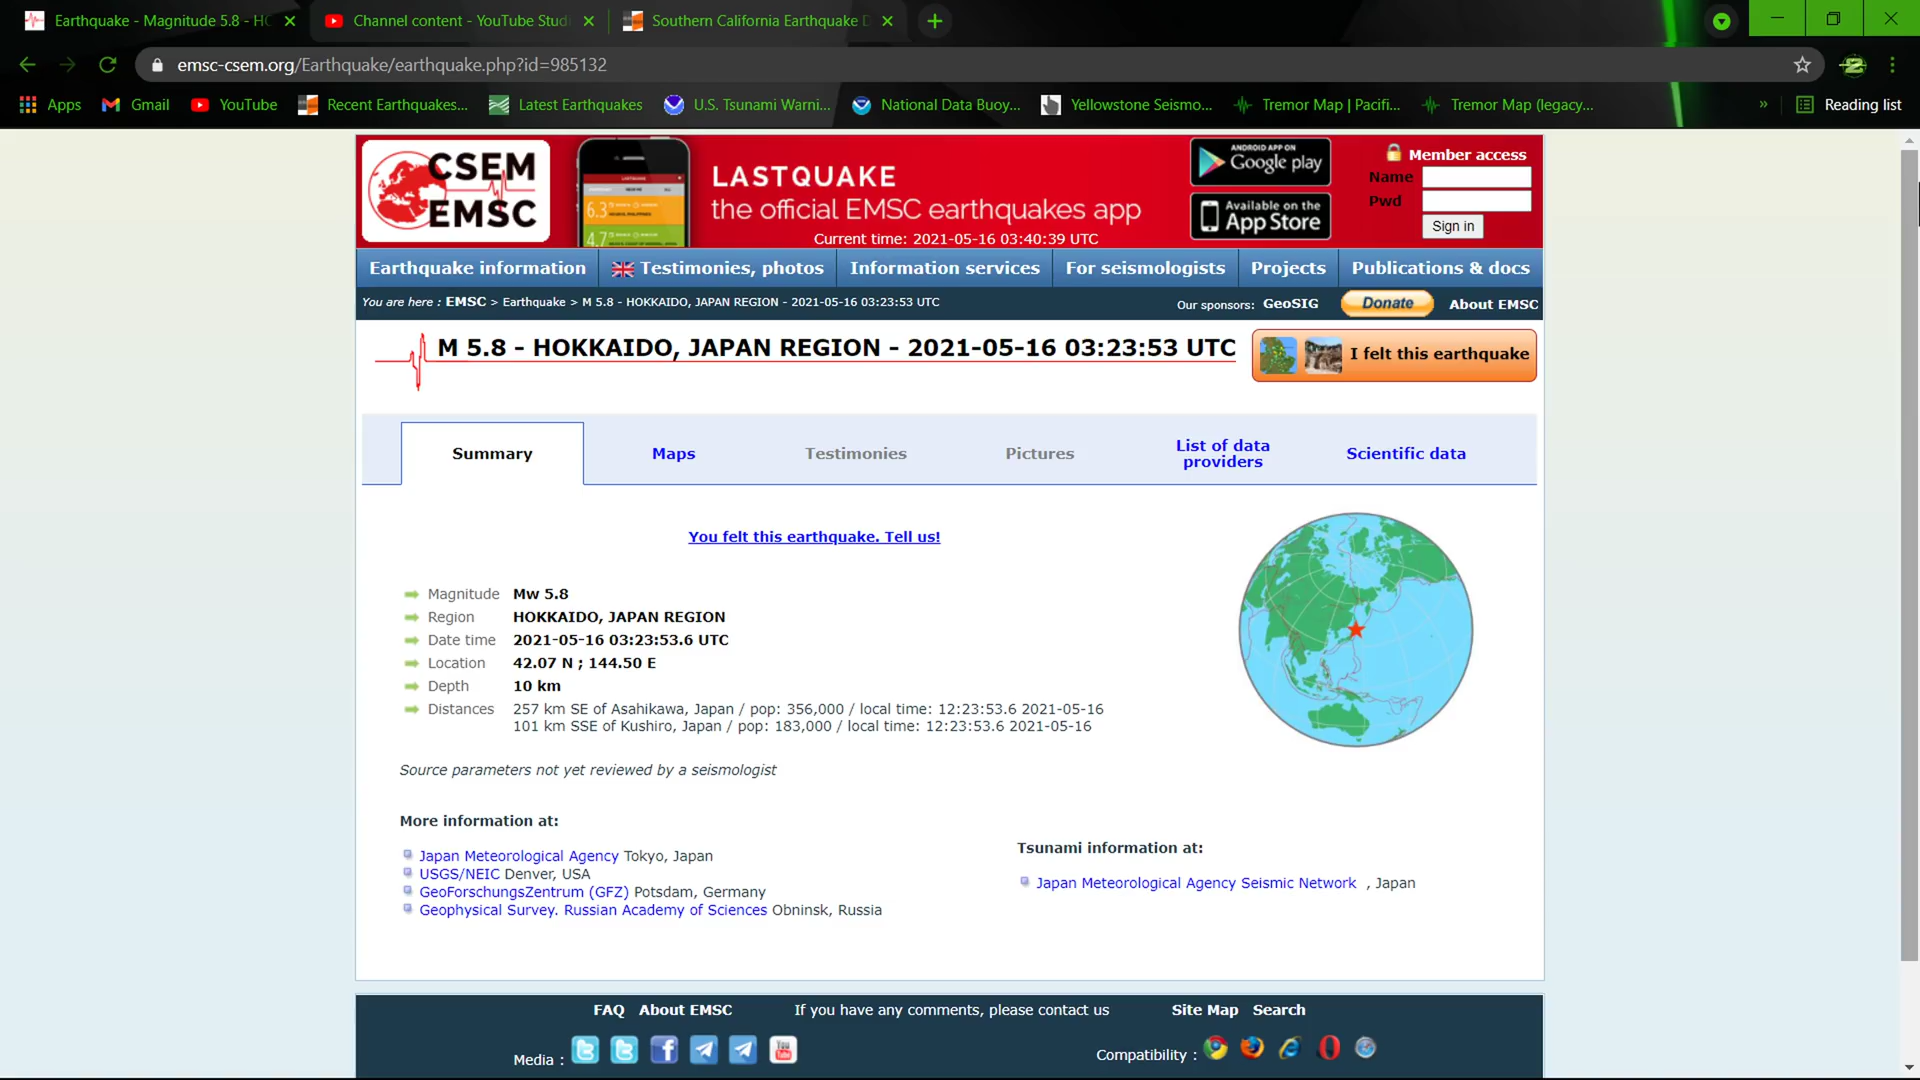 Earthquake - Magnitude 5.8 - HO
Channel content - YouTube Studi
Southern California Earthquake D
emsc-csem.org/Earthquake/earthquake.php?id=985132
Apps
Gmail
YouTube
Recent Earthquakes...
Latest Earthquakes
U.S. Tsunami Warni...
National Data Buoy...
Yellowstone Seismo...
Tremor Map | Pacifi...
Tremor Map (legacy,...
»
Reading list
CSEM
EMSC
LASTQUAKE
6.3
4.7
LASTQUAKE
the official EMSC earthquakes app
Current time: 2021-05-16 03:40:39 UTC
ANDROID APP ON
Google play
Available on the
App Store
Member access
Name
Pwd
Sign in
Earthquake information
Testimonies, photos
Information services
For seismologists
Projects
Publications & docs
You are here : EMSC > Earthquake > M 5.8 - HOKKAIDO, JAPAN REGION - 2021-05-16 03:23:53 UTC
Our sponsors: GeoSIG
Donate
About EMSC
M 5.8 - HOKKAIDO, JAPAN REGION - 2021-05-16 03:23:53 UTC
I felt this earthquake
Summary
Maps
Testimonies
Pictures
List of data
providers
Scientific data
You felt this earthquake. Tell us!
Magnitude Mw 5.8
Region HOKKAIDO, JAPAN REGION
Date time 2021-05-16 03:23:53.6 UTC
Location 42.07 N ; 144.50 E
Depth 10 km
Distances 257 km SE of Asahikawa, Japan / pop: 356,000 / local time: 12:23:53.6 2021-05-16
101 km SSE of Kushiro, Japan / pop: 183,000 / local time: 12:23:53.6 2021-05-16
Source parameters not yet reviewed by a seismologist
More information at:
Japan Meteorological Agency Tokyo, Japan
USGS/NEIC Denver, USA
GeoForschungsZentrum (GFZ) Potsdam, Germany
Geophysical Survey. Russian Academy of Sciences Obninsk, Russia
Tsunami information at:
Japan Meteorological Agency Seismic Network , Japan
FAQ
About EMSC
If you have any comments, please contact us
Site Map
Search
Media :
You
Compatibility :